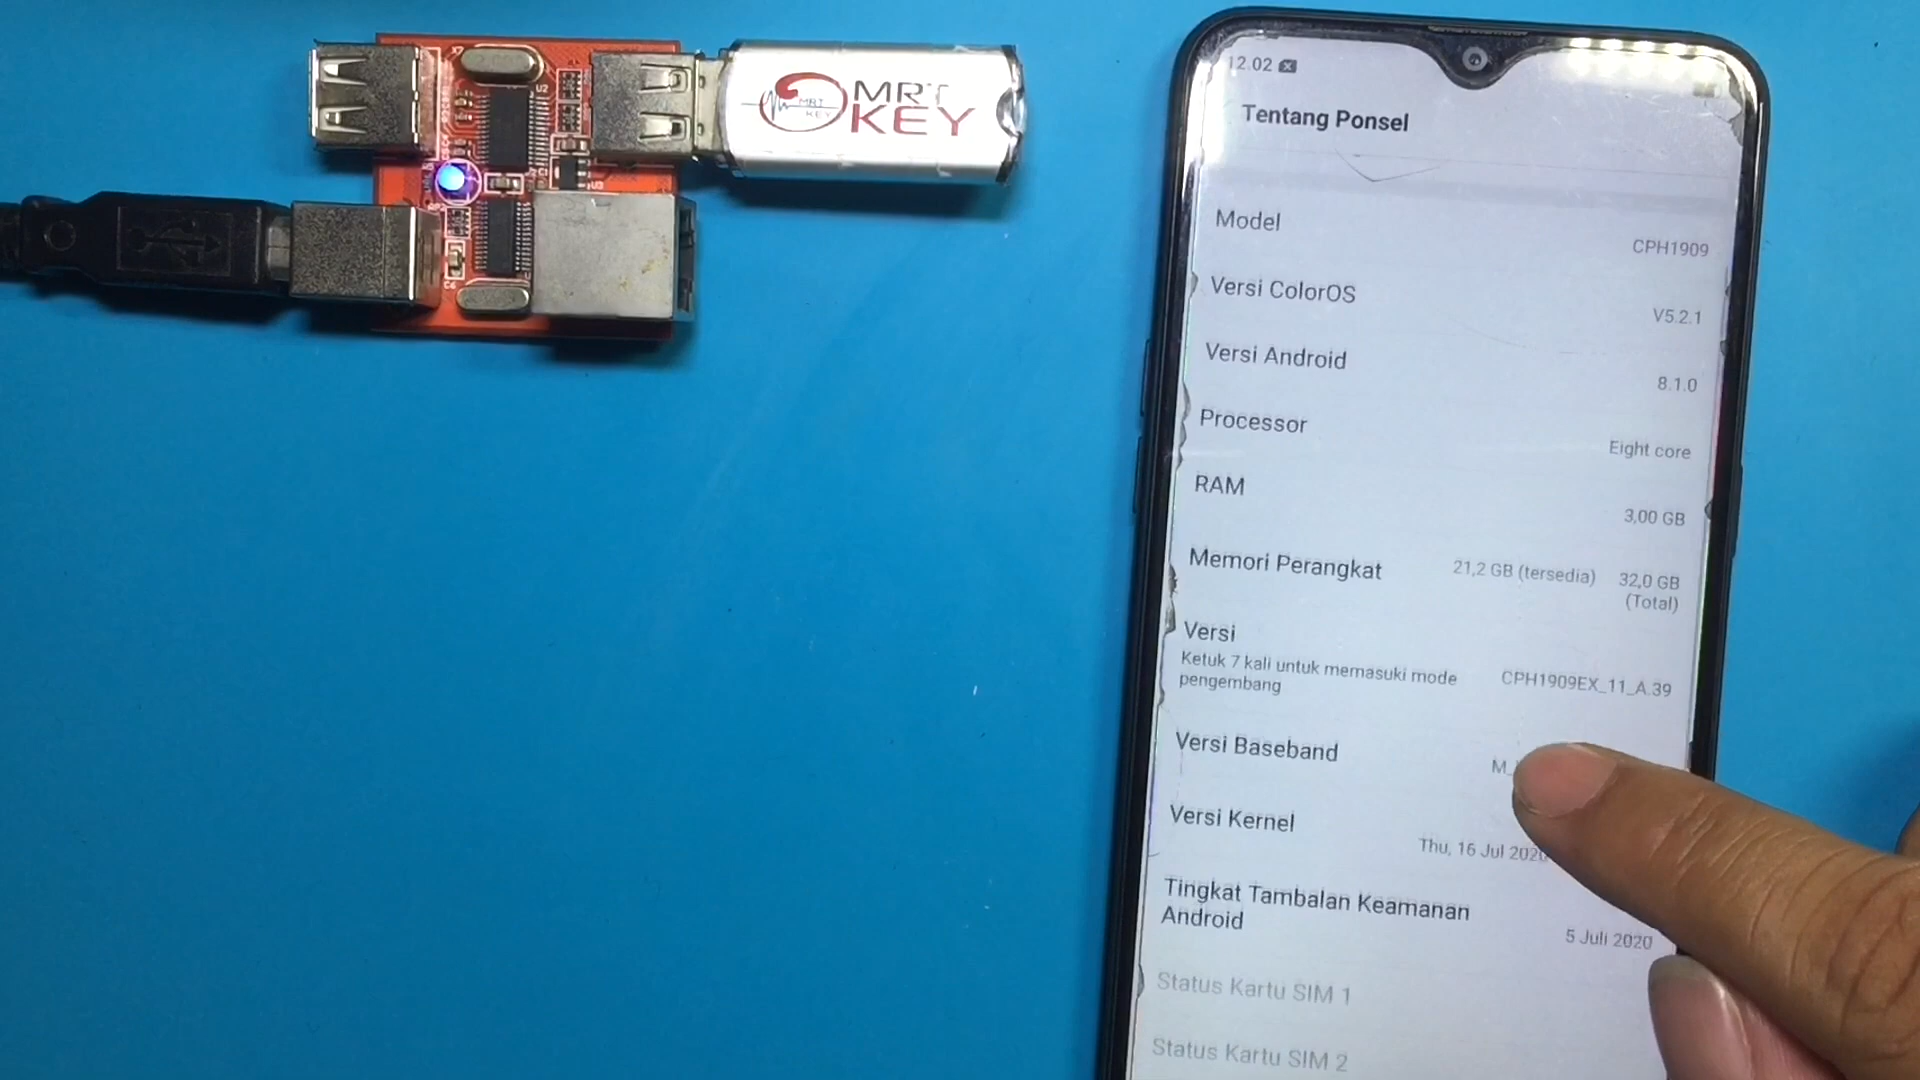 MRT
KEY
MRT
KEY
12.02
Tentang Ponsel
Model
CPH1909
Versi ColorOS
V5.2.1
Versi Android
8.1.0
Processor
Eight core
RAM
3,00 GB
Memori Perangkat
21,2 GB (tersedia)
32,0 GB
(Total)
Versi
Ketuk 7 kali untuk memasuki mode
pengembang
CPH1909EX_11_A.39
Versi Baseband
M_
Versi Kernel
Thu, 16 Jul 2020
Tingkat Tambalan Keamanan
Android
5 Juli 2020
Status Kartu SIM 1
Status Kartu SIM 2